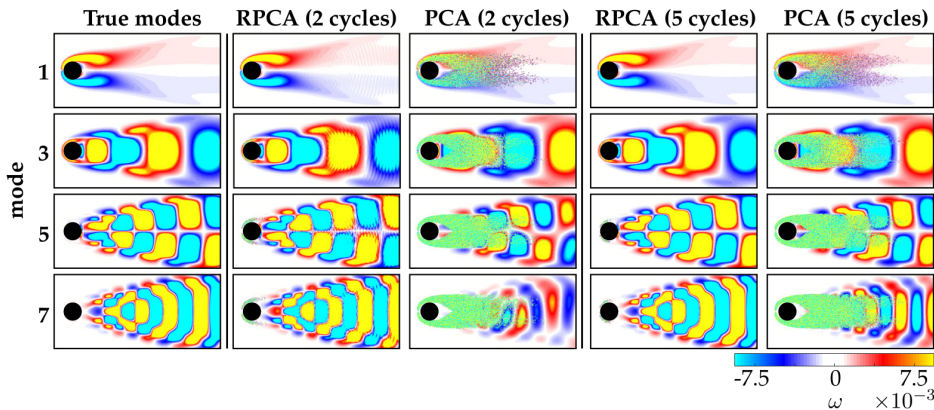 True modes RPCA (2 cycles) PCA (2 cycles) RPCA (5 cycles) PCA (5 cycles)
mode
1
3
5
7
-7.5 0 7.5
ω ×10⁻³